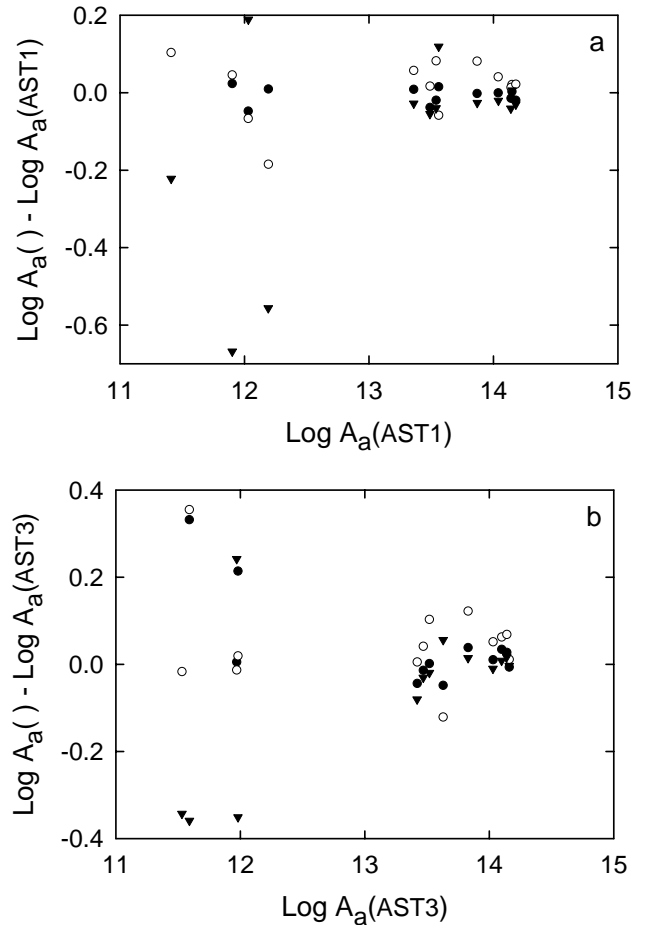 a
0.2
0.0
-0.2
-0.4
-0.6
Log Aa( ) - Log Aa(AST1)
11 12 13 14 15
Log Aa(AST1)
b
0.4
0.2
0.0
-0.2
-0.4
Log Aa( ) - Log Aa(AST3)
11 12 13 14 15
Log Aa(AST3)